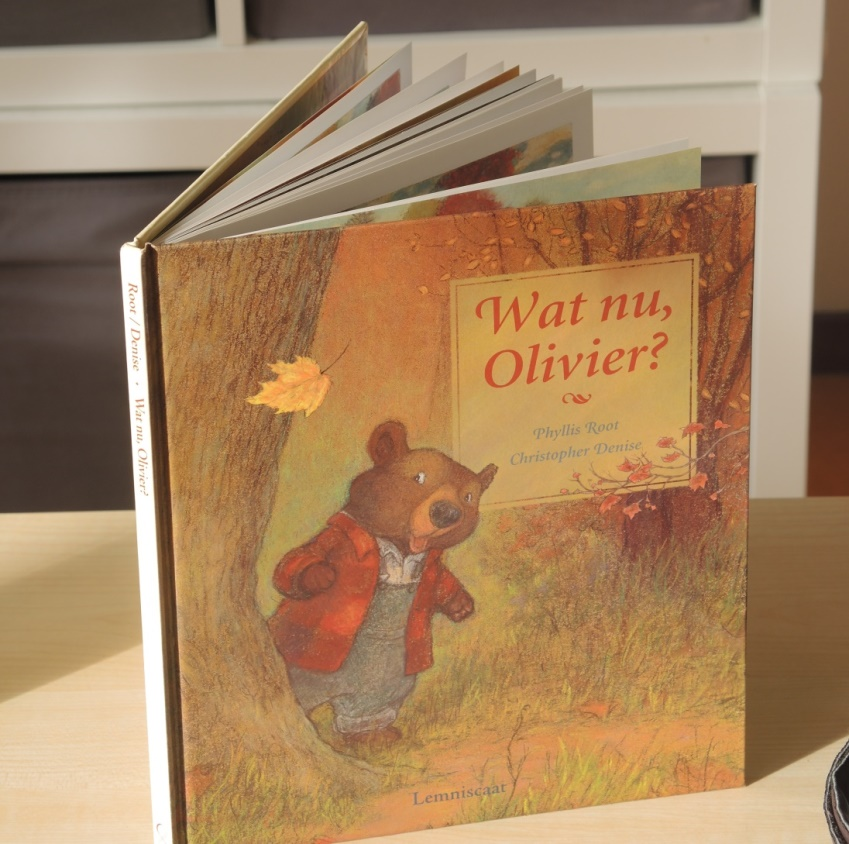 Wat nu,
Olivier?
Phyllis Root
Christopher Denise
Lemniscaat
Root / Denise • Wat nu, Olivier?